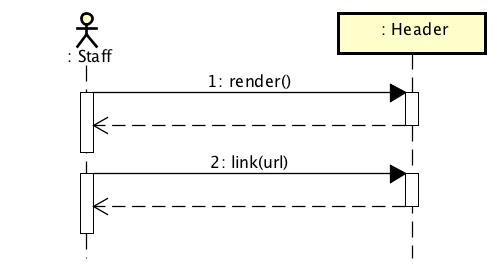 : Header
: Staff
1: render()
2: link(url)